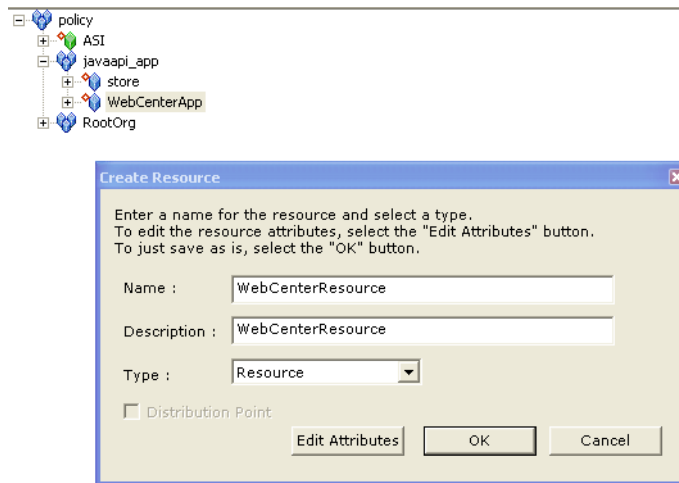 policy
ASI
javaapi_app
store
WebCenterApp
RootOrg
Create Resource
Enter a name for the resource and select a type.
To edit the resource attributes, select the "Edit Attributes" button.
To just save as is, select the "OK" button.
Name : WebCenterResource
Description : WebCenterResource
Type : Resource
Distribution Point
Edit Attributes OK Cancel